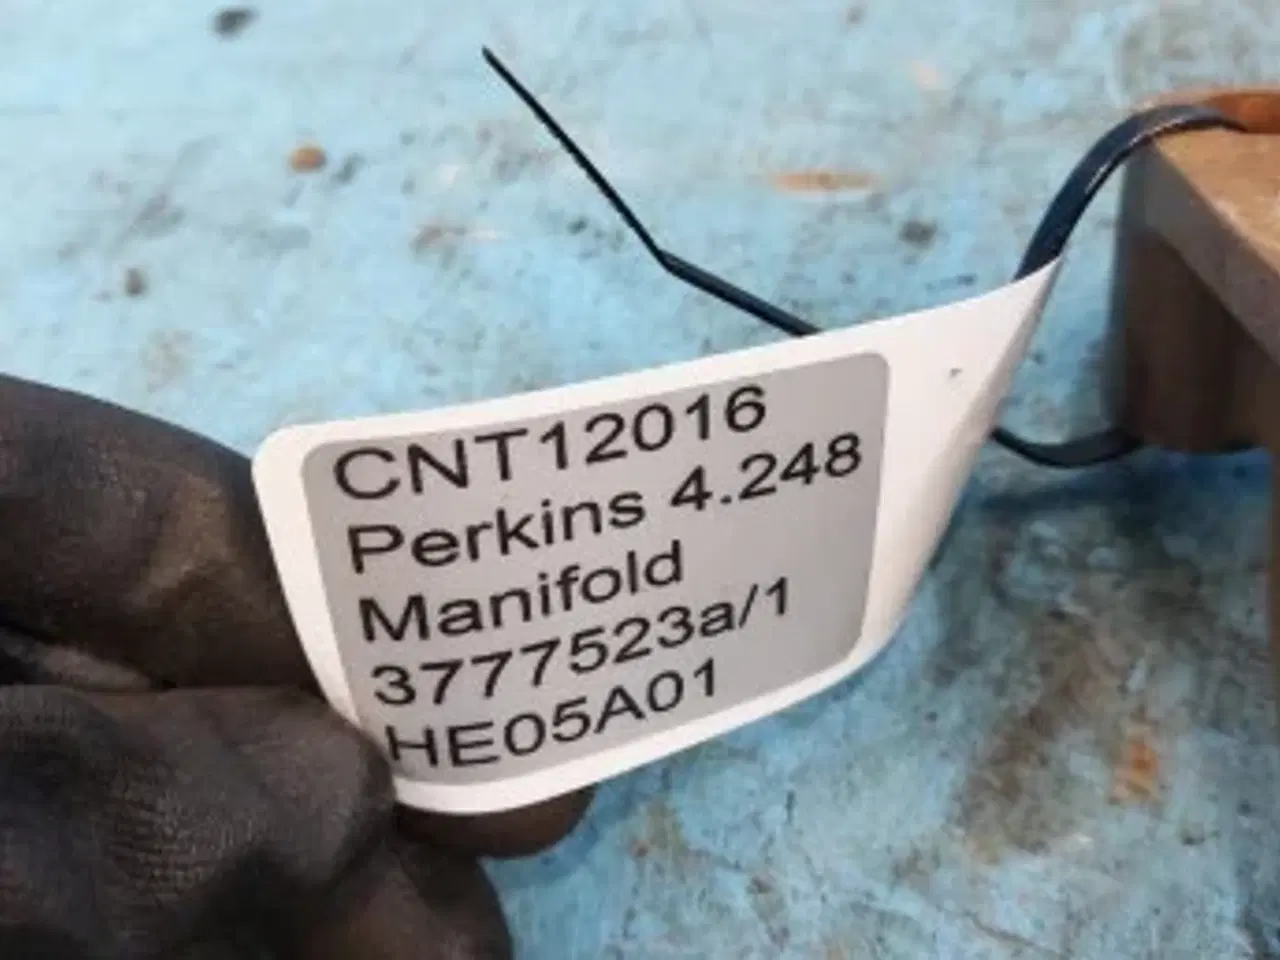 CNT12016
Perkins 4.248
Manifold
3777523a/1
HE05A01